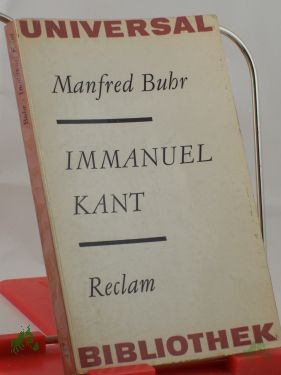 UNIVERSAL
Manfred Buhr
IMMANUEL
KANT
Reclam
BIBLIOTHEK